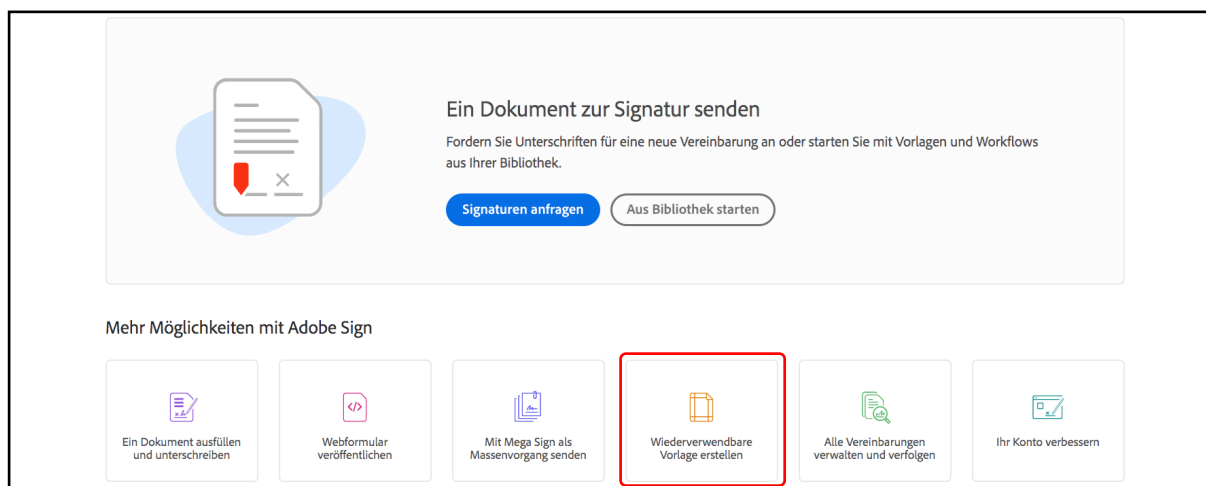 Ein Dokument zur Signatur senden
Fordern Sie Unterschriften für eine neue Vereinbarung an oder starten Sie mit Vorlagen und Workflows
aus Ihrer Bibliothek.
Signaturen anfragen
Aus Bibliothek starten
Mehr Möglichkeiten mit Adobe Sign
Ein Dokument ausfüllen
und unterschreiben
Webformular
veröffentlichen
Mit Mega Sign als
Massenvorgang senden
Wiederverwendbare
Vorlage erstellen
Alle Vereinbarungen
verwalten und verfolgen
Ihr Konto verbessern